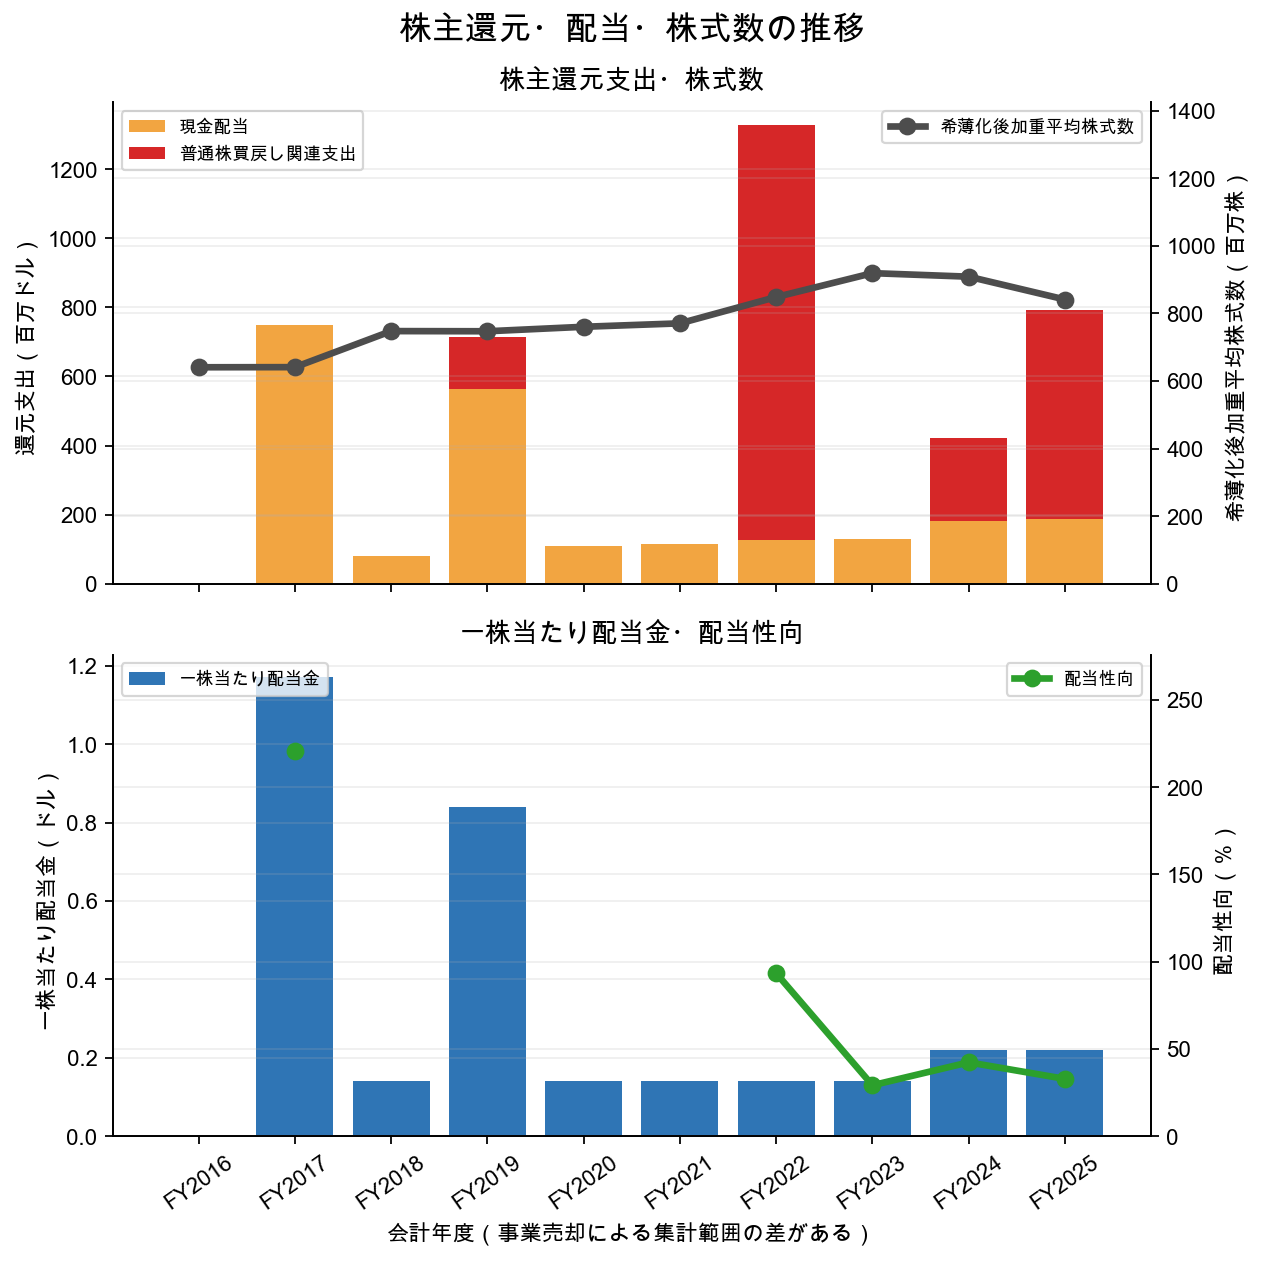 株主還元・配当・株式数の推移
株主還元支出・株式数
現金配当
普通株買戻し関連支出
希薄化後加重平均株式数
還元支出（百万ドル）
1200
1000
800
600
400
200
0
1400
1200
1000
800
600
400
200
0
希薄化後加重平均株式数（百万株）
一株当たり配当金・配当性向
一株当たり配当金
配当性向
一株当たり配当金（ドル）
1.2
1.0
0.8
0.6
0.4
0.2
0.0
250
200
150
100
50
0
配当性向（%）
FY2016
FY2017
FY2018
FY2019
FY2020
FY2021
FY2022
FY2023
FY2024
FY2025
会計年度（事業売却による集計範囲の差がある）